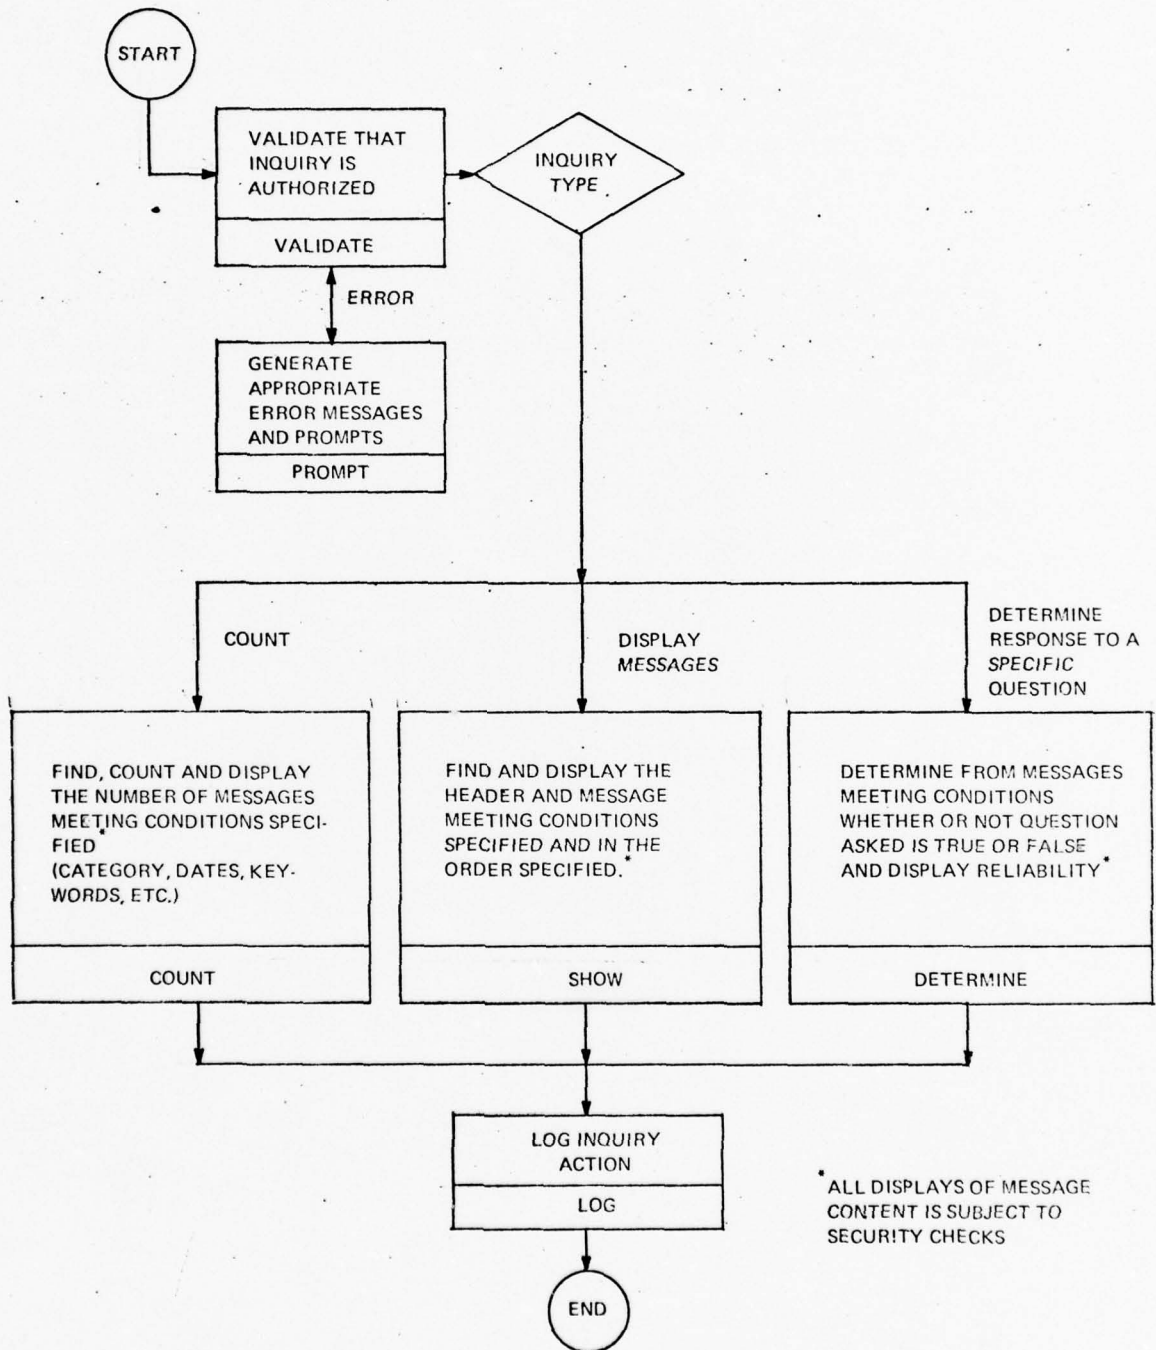 START
VALIDATE THAT
INQUIRY IS
AUTHORIZED
VALIDATE
INQUIRY
TYPE
ERROR
GENERATE
APPROPRIATE
ERROR MESSAGES
AND PROMPTS
PROMPT
COUNT
DISPLAY
MESSAGES
DETERMINE
RESPONSE TO A
SPECIFIC
QUESTION
FIND, COUNT AND DISPLAY
THE NUMBER OF MESSAGES
MEETING CONDITIONS SPECI-
FIED*
(CATEGORY, DATES, KEY-
WORDS, ETC.)
COUNT
FIND AND DISPLAY THE
HEADER AND MESSAGE
MEETING CONDITIONS
SPECIFIED AND IN THE
ORDER SPECIFIED.*
SHOW
DETERMINE FROM MESSAGES
MEETING CONDITIONS
WHETHER OR NOT QUESTION
ASKED IS TRUE OR FALSE
AND DISPLAY RELIABILITY*
DETERMINE
LOG INQUIRY
ACTION
LOG
*ALL DISPLAYS OF MESSAGE
CONTENT IS SUBJECT TO
SECURITY CHECKS
END